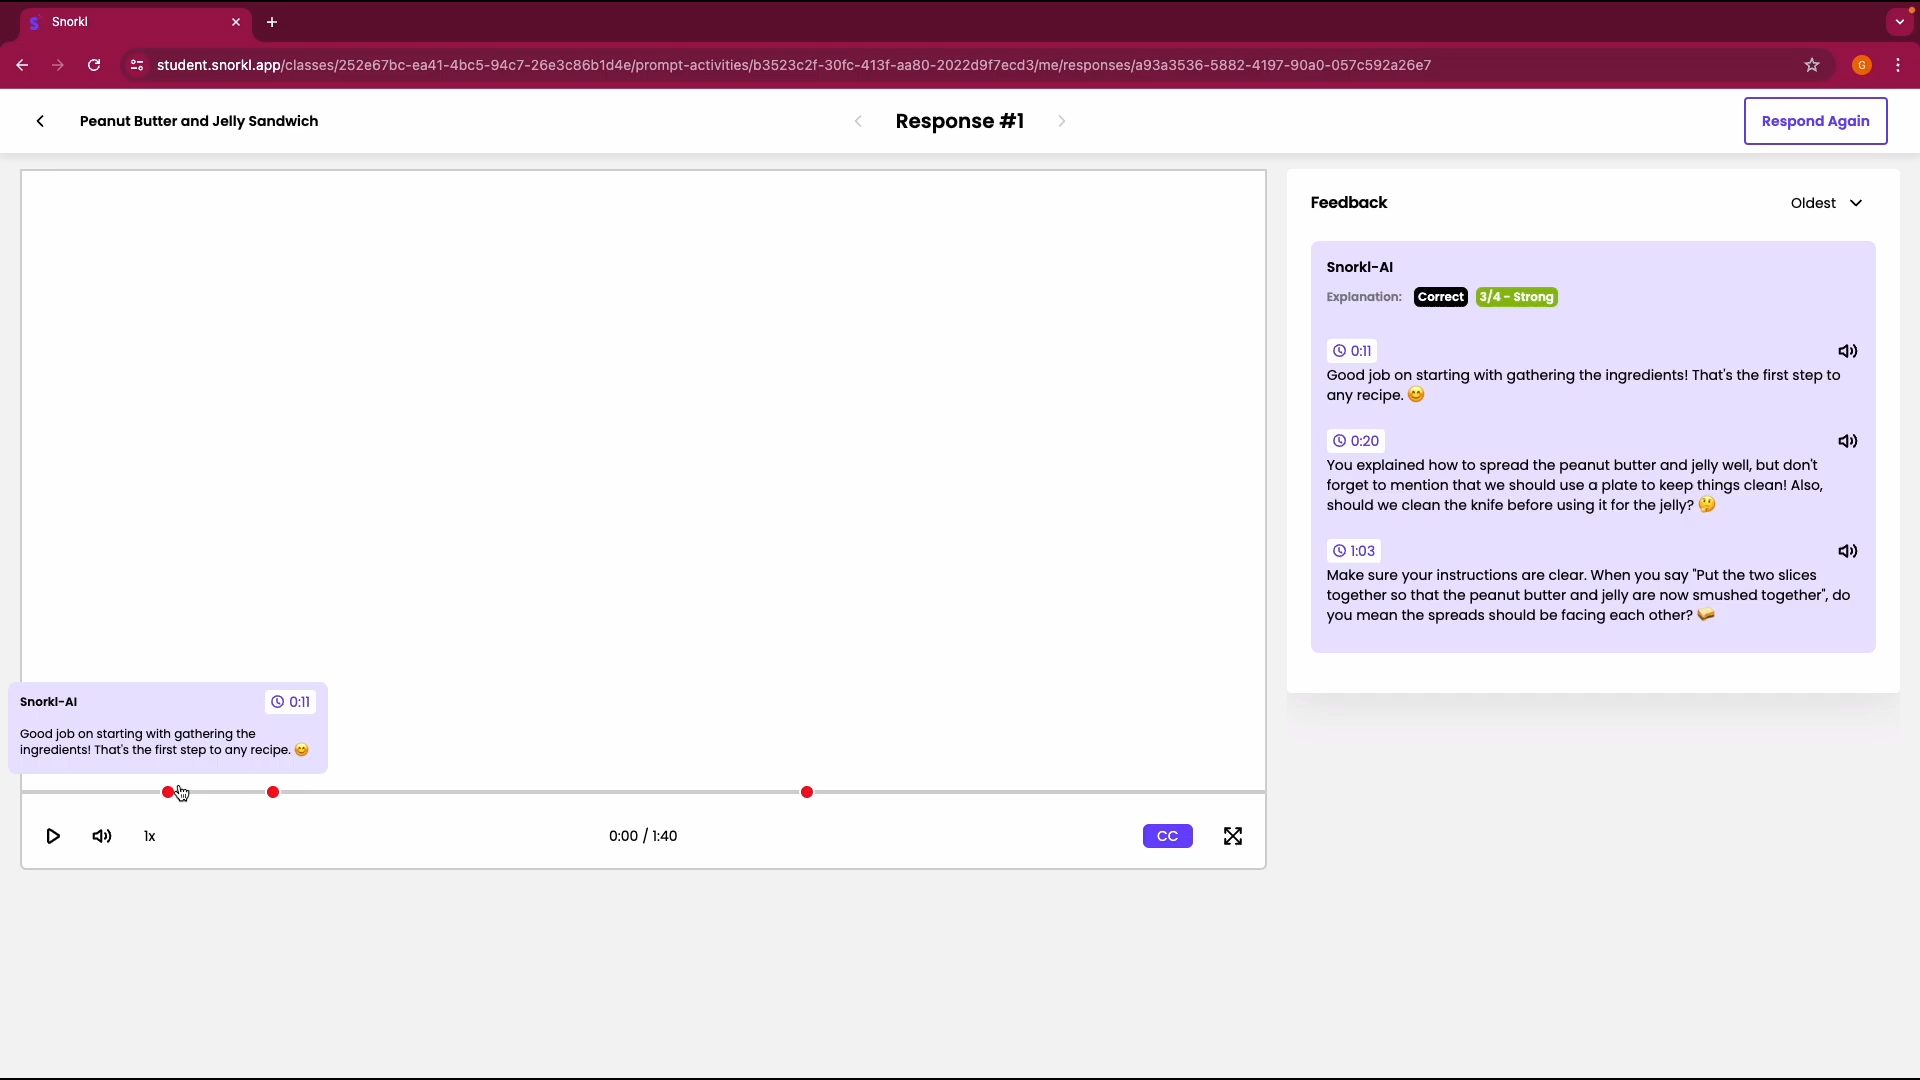 Snorkl
student.snorkl.app/classes/252e67bc-ea41-4bc5-94c7-26e3c86b1d4e/prompt-activities/b3523c2f-30fc-413f-aa80-2022d9f7ecd3/me/responses/a93a3536-5882-4197-90a0-057c592a26e7
G
Peanut Butter and Jelly Sandwich
Response #1
Respond Again
Feedback
Oldest
Snorkl-AI
Explanation: Correct 3/4 - Strong
0:11
Good job on starting with gathering the ingredients! That's the first step to
any recipe. 😊
0:20
You explained how to spread the peanut butter and jelly well, but don't
forget to mention that we should use a plate to keep things clean! Also,
should we clean the knife before using it for the jelly? 🤔
1:03
Make sure your instructions are clear. When you say "Put the two slices
together so that the peanut butter and jelly are now smushed together", do
you mean the spreads should be facing each other? 🥪
Snorkl-AI 0:11
Good job on starting with gathering the
ingredients! That's the first step to any recipe. 😊
1x
0:00 / 1:40
CC